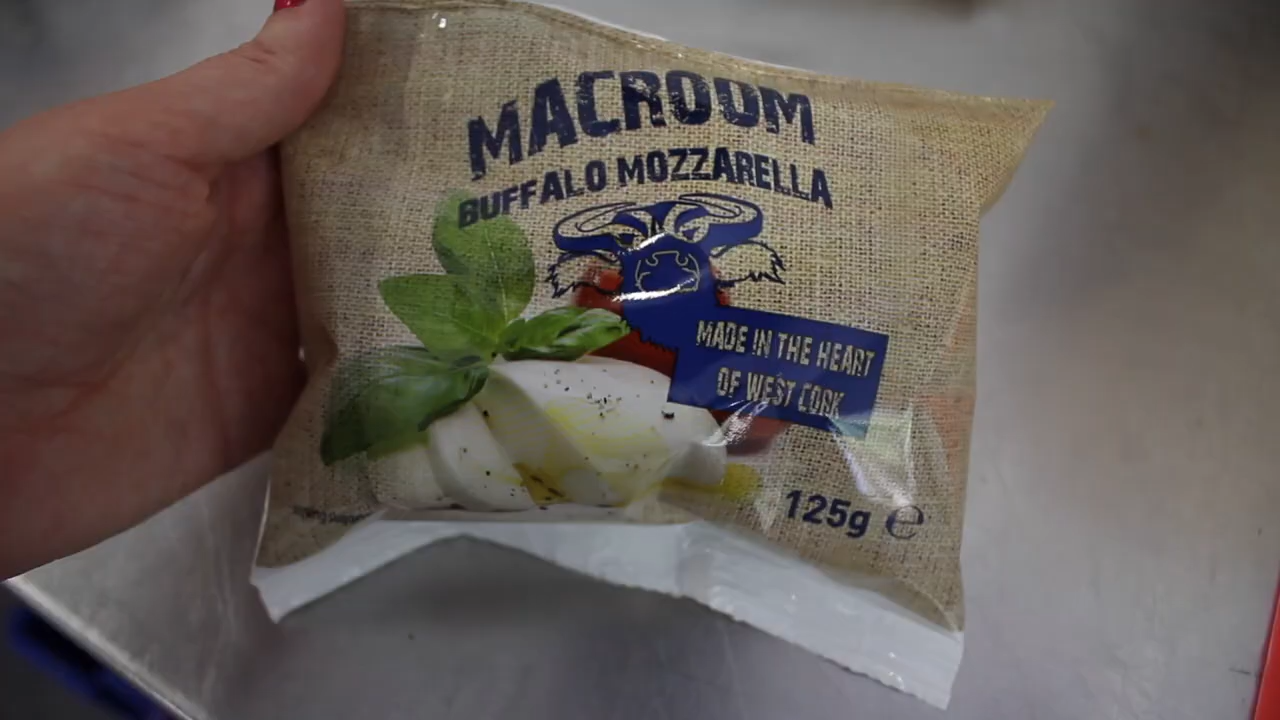 MACROOM
BUFFALO MOZZARELLA
MADE IN THE HEART
OF WEST CORK
125g ℮